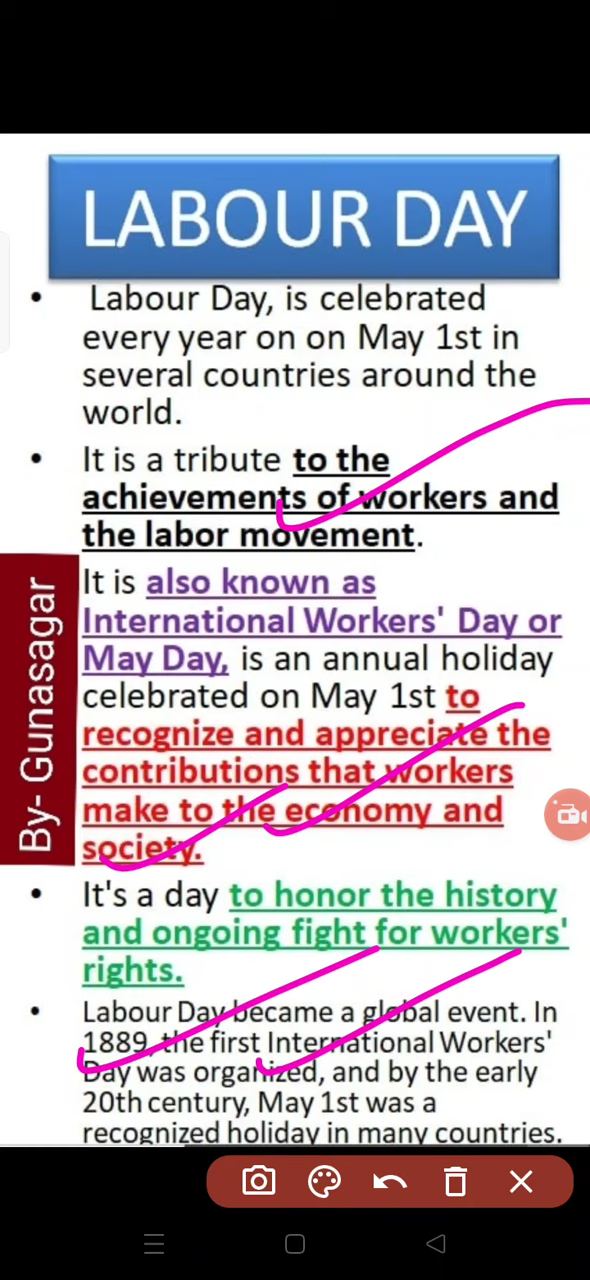 LABOUR DAY
• Labour Day, is celebrated
every year on on May 1st in
several countries around the
world.
• It is a tribute to the
achievements of workers and
the labor movement.
It is also known as
International Workers' Day or
May Day, is an annual holiday
celebrated on May 1st to
recognize and appreciate the
contributions that workers
make to the economy and
society.
• It's a day to honor the history
and ongoing fight for workers'
rights.
• Labour Day became a global event. In
1889, the first International Workers'
Day was organized, and by the early
20th century, May 1st was a
recognized holiday in many countries.
By- Gunasagar